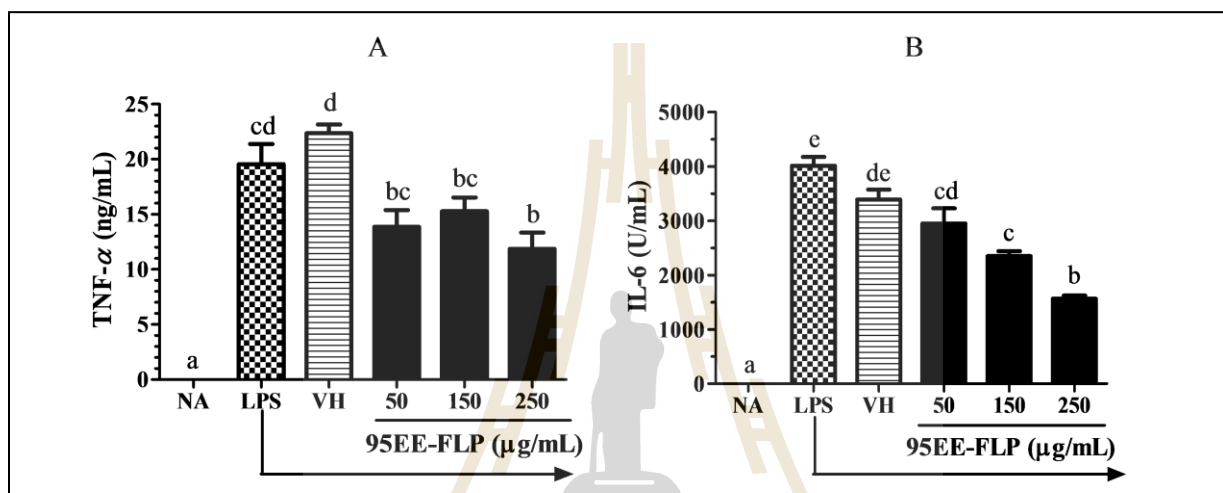 A
TNF-α (ng/mL)
25
20
15
10
5
0
a
cd
d
bc
bc
b
NA LPS VH 50 150 250
95EE-FLP (μg/mL)
B
IL-6 (U/mL)
5000
4000
3000
2000
1000
0
a
e
de
cd
c
b
NA LPS VH 50 150 250
95EE-FLP (μg/mL)